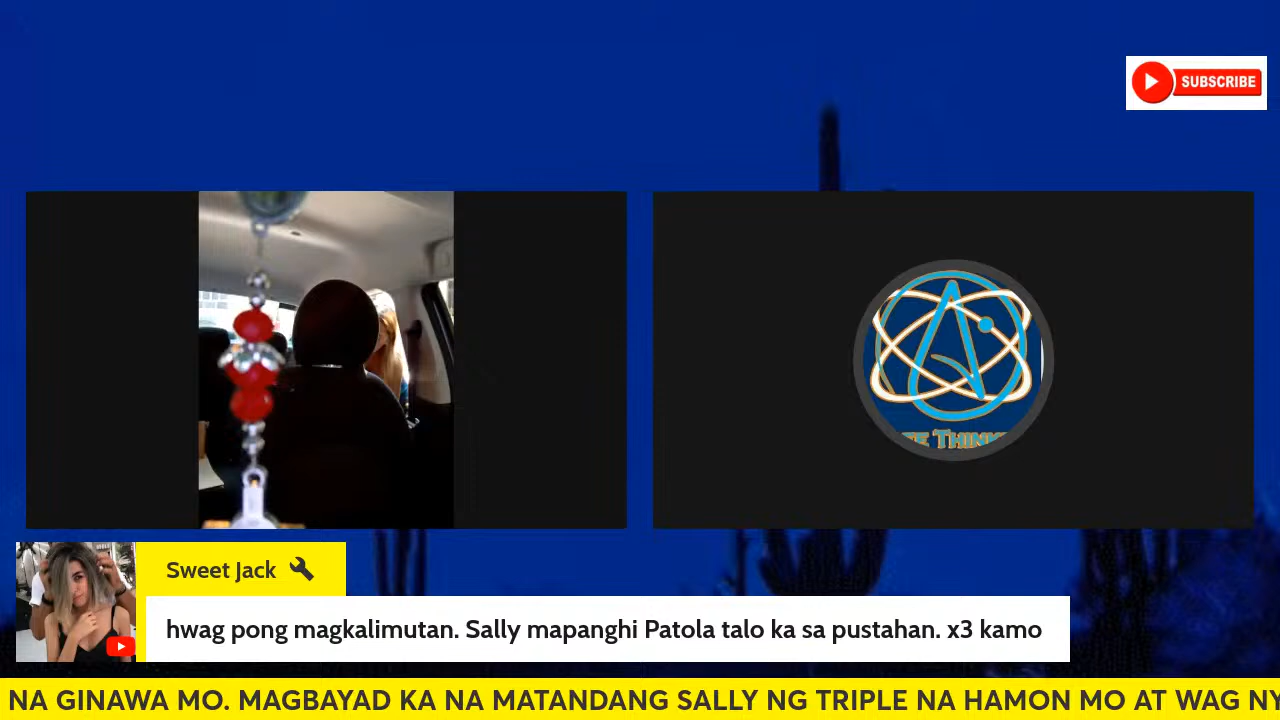 SUBSCRIBE
THIN
Sweet Jack
hwag pong magkalimutan. Sally mapanghi Patola talo ka sa pustahan. x3 kamo
NA GINAWA MO. MAGBAYAD KA NA MATANDANG SALLY NG TRIPLE NA HAMON MO AT WAG NY